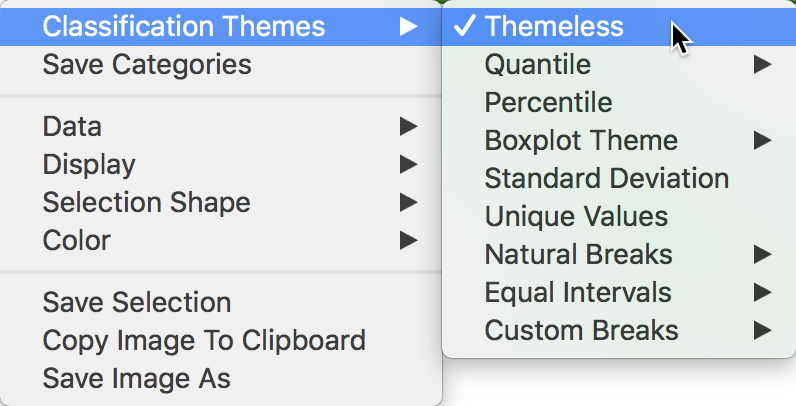 Classification Themes
Save Categories
Data
Display
Selection Shape
Color
Save Selection
Copy Image To Clipboard
Save Image As
Themeless
Quantile
Percentile
Boxplot Theme
Standard Deviation
Unique Values
Natural Breaks
Equal Intervals
Custom Breaks